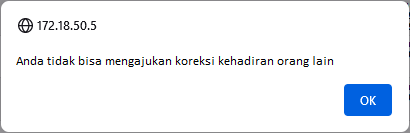 172.18.50.5
Anda tidak bisa mengajukan koreksi kehadiran orang lain
OK